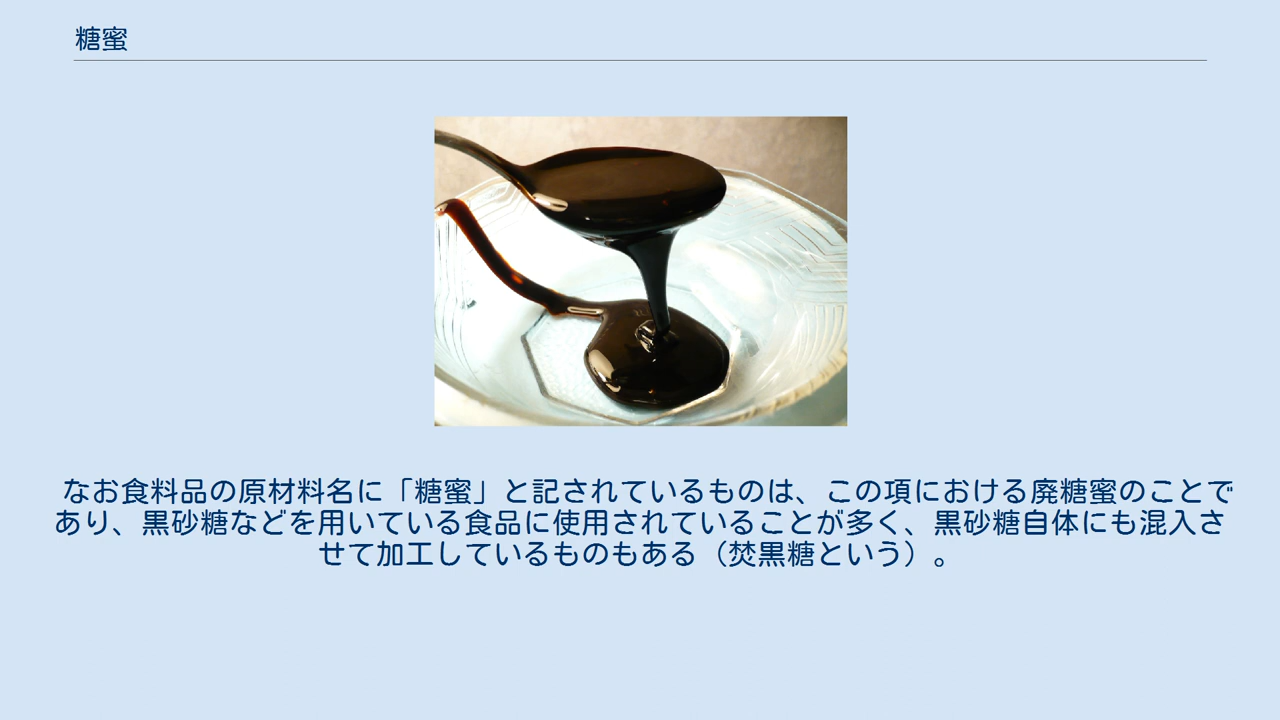 糖蜜
なお食料品の原材料名に「糖蜜」と記されているものは、この項における廃糖蜜のことで
あり、黒砂糖などを用いている食品に使用されていることが多く、黒砂糖自体にも混入さ
せて加工しているものもある（焚黒糖という）。